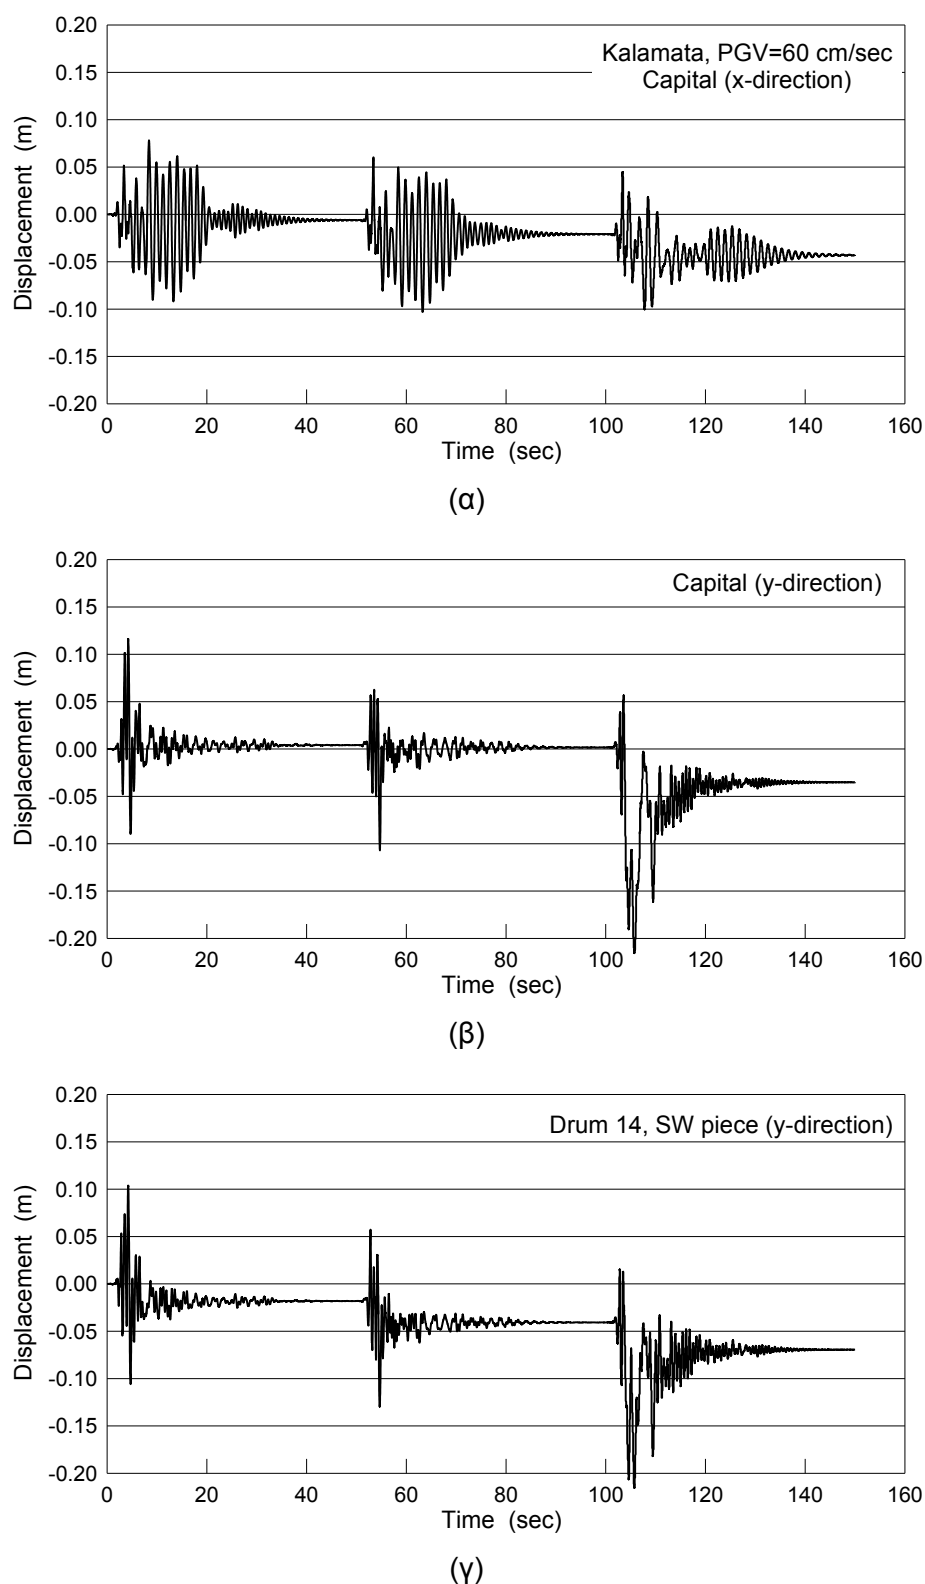 0.20
Kalamata, PGV=60 cm/sec
0.15
Capital (x-direction)
0.10
0.05
0.00
-0.05
-0.10
-0.15
-0.20
Displacement (m)
0 20 40 60 80 100 120 140 160
Time (sec)
(α)
0.20
Capital (y-direction)
0.15
0.10
0.05
0.00
-0.05
-0.10
-0.15
-0.20
Displacement (m)
0 20 40 60 80 100 120 140 160
Time (sec)
(β)
0.20
0.15
Drum 14, SW piece (y-direction)
0.10
0.05
0.00
-0.05
-0.10
-0.15
-0.20
Displacement (m)
0 20 40 60 80 100 120 140 160
Time (sec)
(γ)